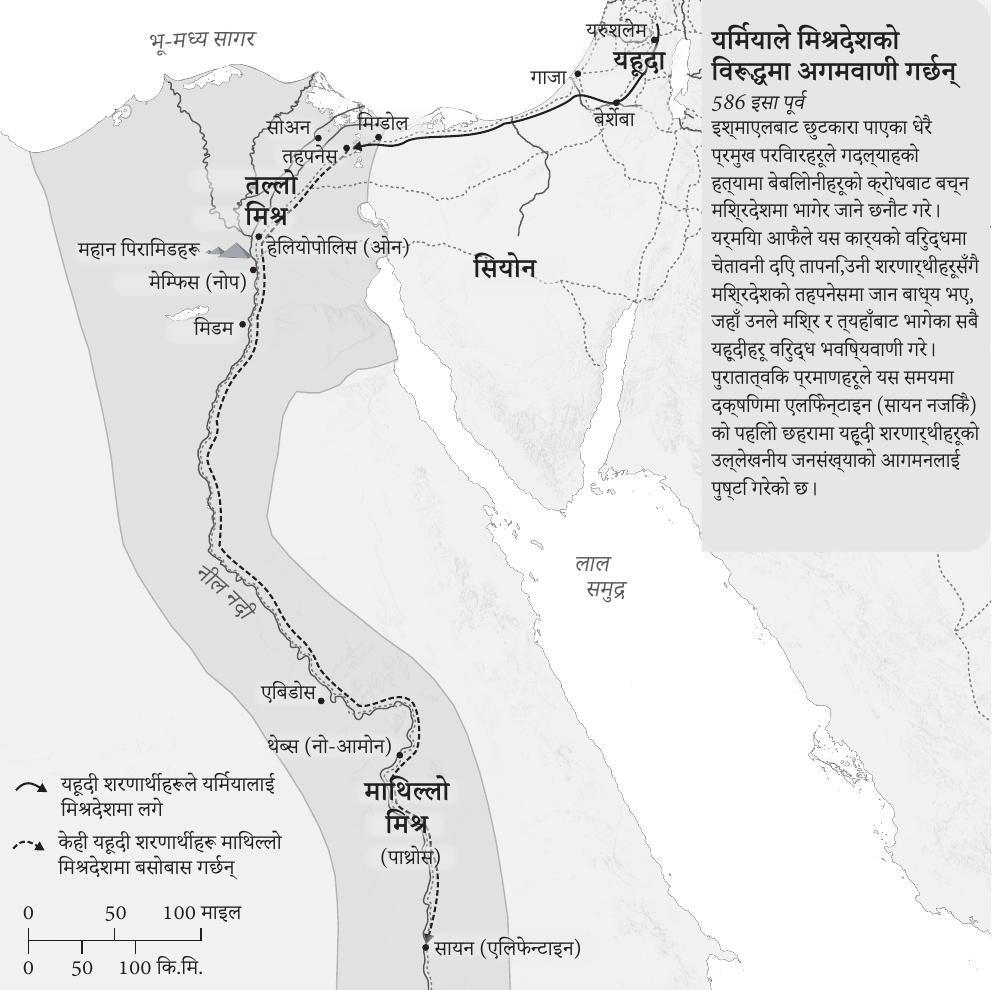 भू-मध्य सागर
यरुशलेम
यहूदा
गाजा
बेर्शेबा
सोअन
मिग्डोल
तहपनेस
तल्लो
मिश्र
महान पिरामिडहरू
हेलियोपोलिस (ओन)
मेम्फिस (नोप)
मिडम
सियोन
नील नदी
लाल
समुद्र
एबिडोस
थेब्स (नो-आमोन)
माथिल्लो
मिश्र
(पाथ्रोस)
सायन (एलिफेन्टाइन)
यर्मियाले मिश्रदेशको
विरूद्धमा अगमवाणी गर्छन्
586 इसा पूर्व
इश्माएलबाट छुटकारा पाएका धेरै
प्रमुख परिवारहरूले गदल्याहको
हत्यामा बेबिलोनीहरूको क्रोधबाट बच्न
मिश्रदेशमा भागेर जाने छनौट गरे।
यर्मिया आफैले यस कार्यको विरुद्धमा
चेतावनी दिए तापनि,उनी शरणार्थीहरूसँगै
मिश्रदेशको तहपनेसमा जान बाध्य भए,
जहाँ उनले मिश्र र त्यहाँबाट भागेका सबै
यहूदीहरू विरुद्ध भविष्यवाणी गरे।
पुरातात्विक प्रमाणहरूले यस समयमा
दक्षिणमा एलिफेन्टाइन (सायन नजिकै)
को पहिलो छहरामा यहूदी शरणार्थीहरूको
उल्लेखनीय जनसंख्याको आगमनलाई
पुष्टि गरेको छ।
यहूदी शरणार्थीहरूले यर्मियालाई
मिश्रदेशमा लगे
केही यहूदी शरणार्थीहरू माथिल्लो
मिश्रदेशमा बसोबास गर्छन्
0 50 100 माइल
0 50 100 कि.मि.